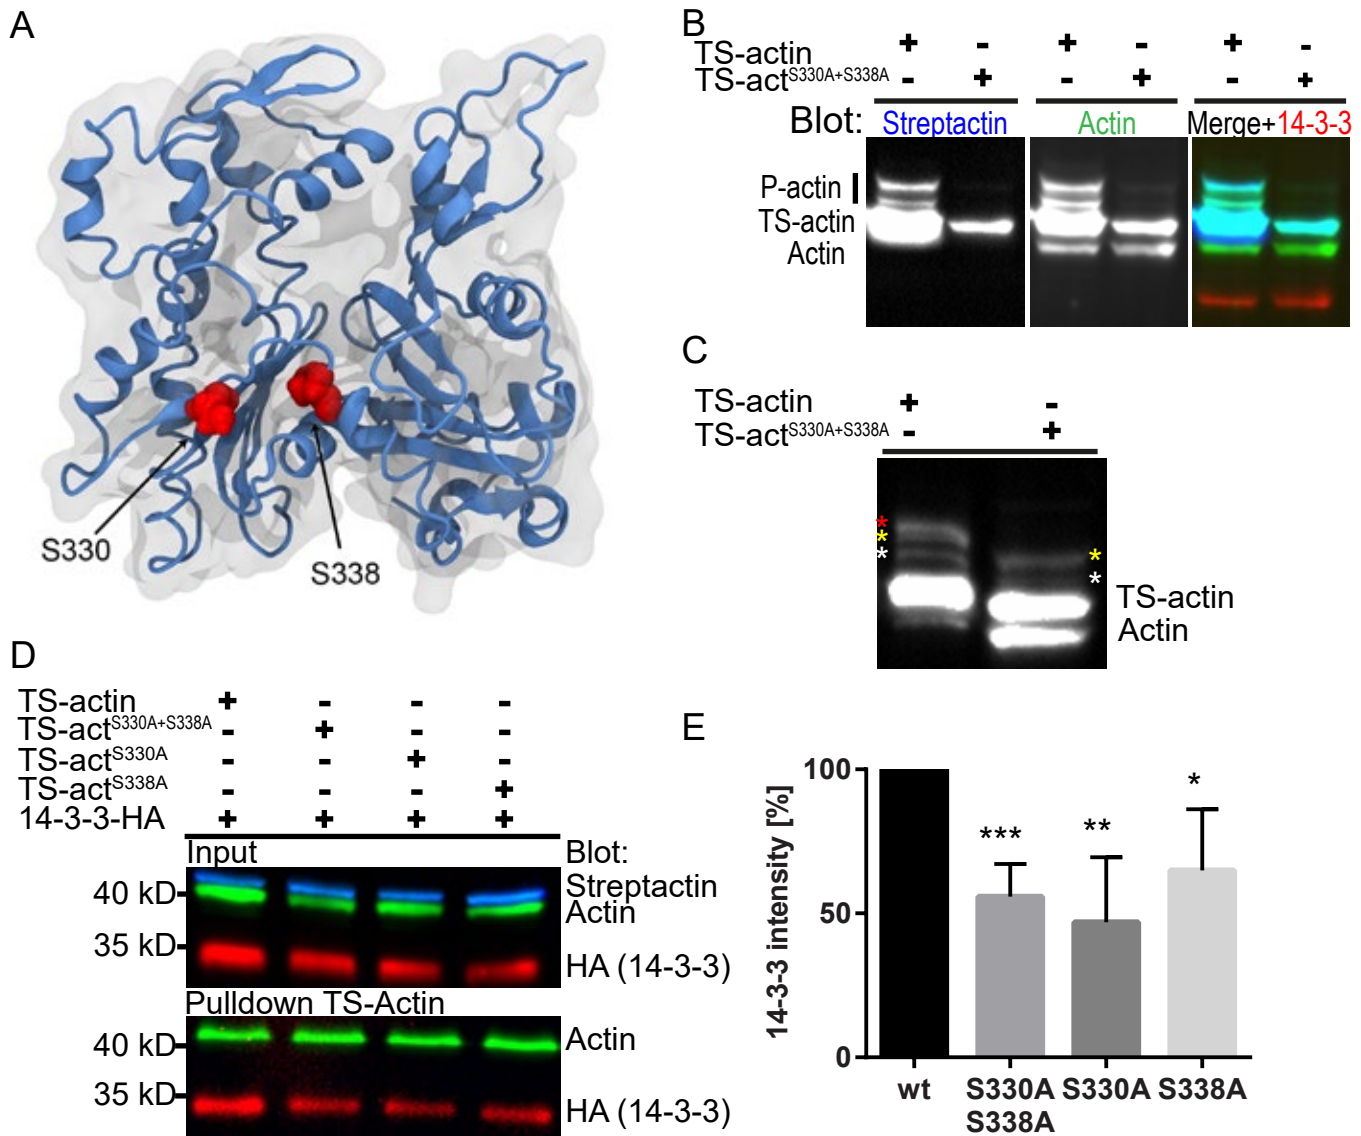 A
S330
S338
B
TS-actin + - + - + -
TS-act^S330A+S338A - + - + - +
Blot: Streptactin Actin Merge+14-3-3
P-actin
TS-actin
Actin
C
TS-actin + -
TS-act^S330A+S338A - +
* *
* *
*
TS-actin
Actin
D
TS-actin + - - -
TS-act^S330A+S338A - + - -
TS-act^S330A - - + -
TS-act^S338A - - - +
14-3-3-HA + + + +
Input Blot:
40 kD Streptactin
Actin
35 kD
HA (14-3-3)
Pulldown TS-Actin
40 kD Actin
35 kD
HA (14-3-3)
E
14-3-3 intensity [%]
100
50
0
*** ** *
wt S330A S330A S338A
S338A